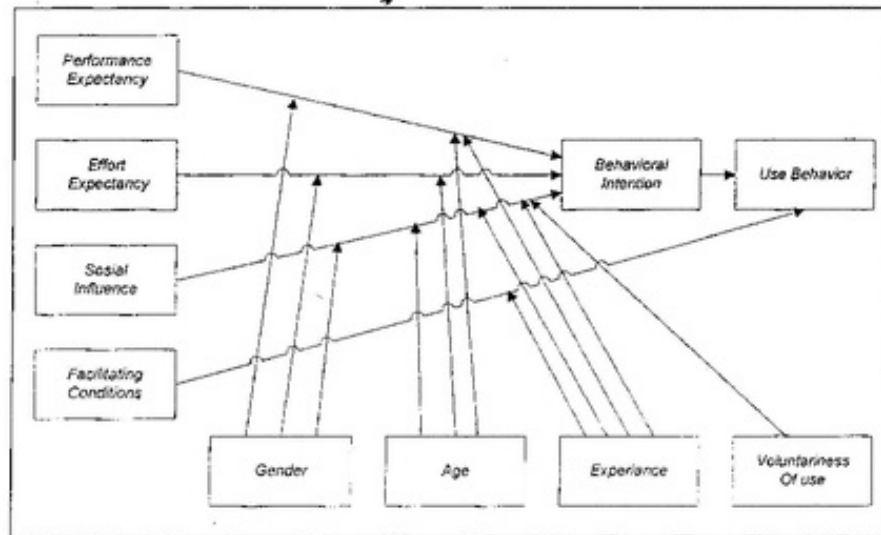 Performance
Expectancy
Effort
Expectancy
Behavioral
Intention
Use Behavior
Sosial
Influence
Facilitating
Conditions
Gender
Age
Experiance
Voluntariness
Of use